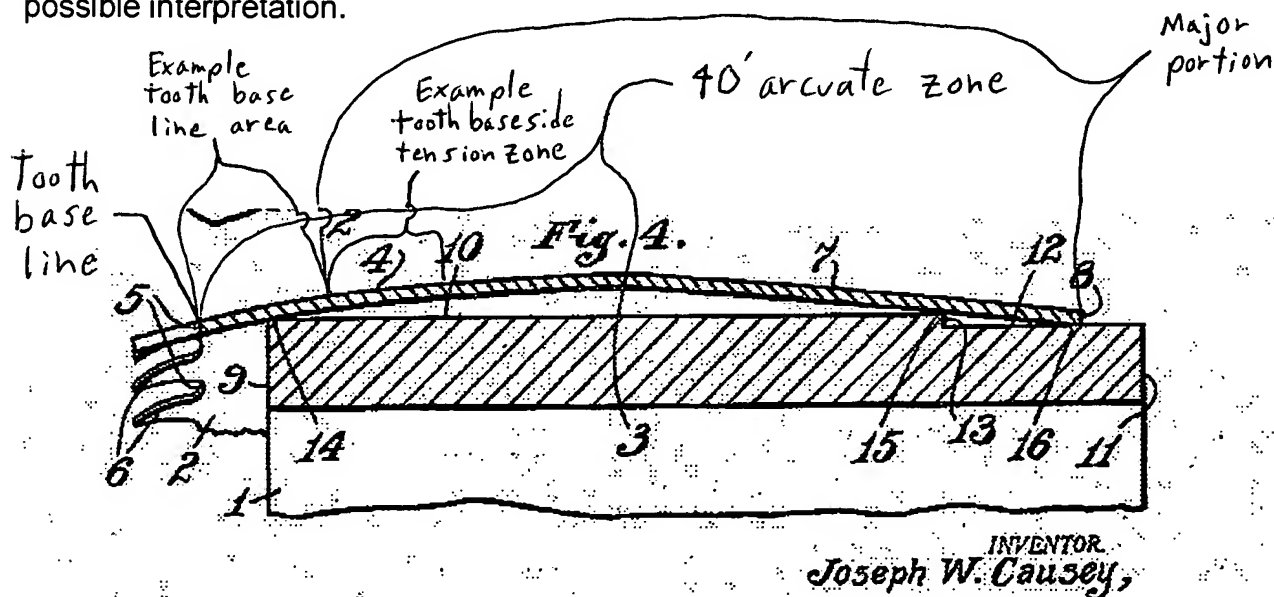 possible interpretation.
Major
portion
Example
tooth base
line area
Example
tooth base side
tension zone
40' arcuate zone
Tooth
base
line
2
Fig. 4.
4
10
7
12
8
5
9
6
2
14
3
15
13
16
11
1
INVENTOR
Joseph W. Causey,